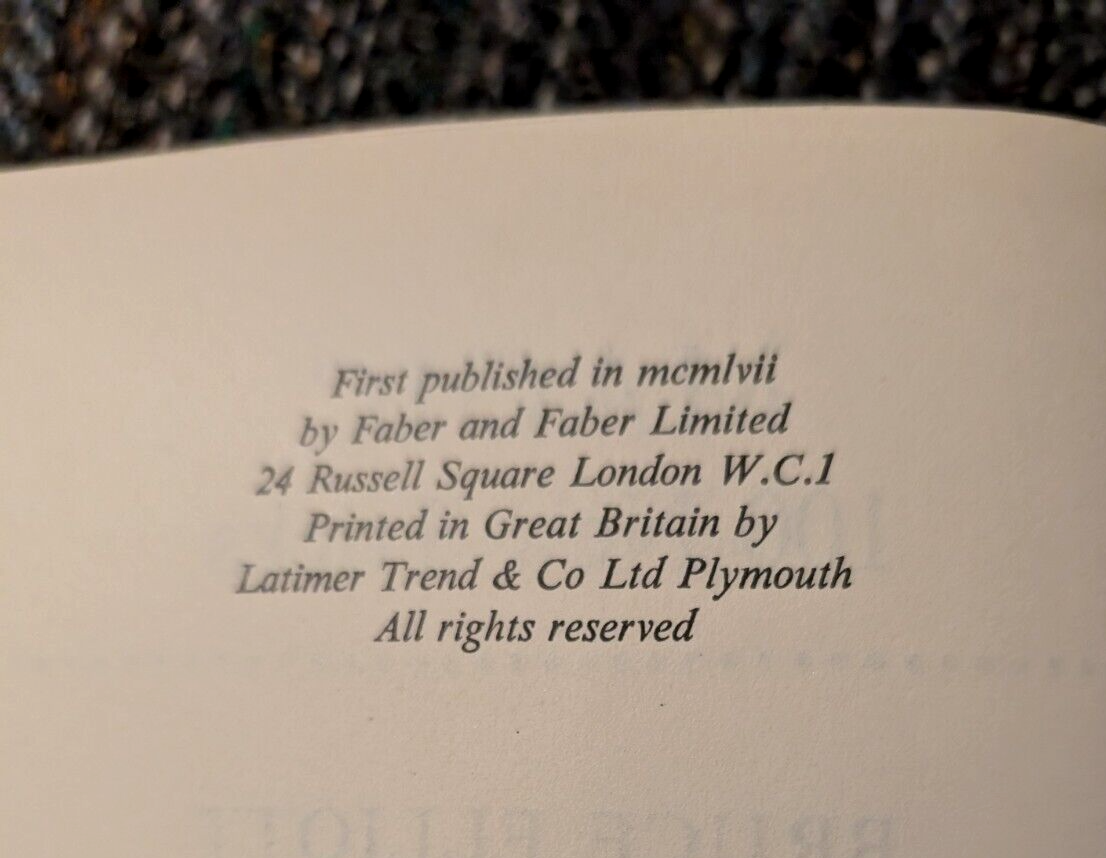 First published in mcmlvii
by Faber and Faber Limited
24 Russell Square London W.C.1
Printed in Great Britain by
Latimer Trend & Co Ltd Plymouth
All rights reserved